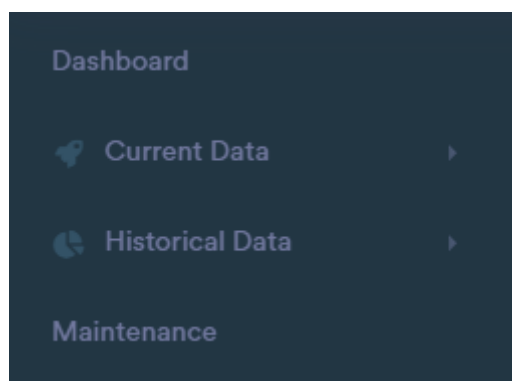 Dashboard
Current Data
Historical Data
Maintenance